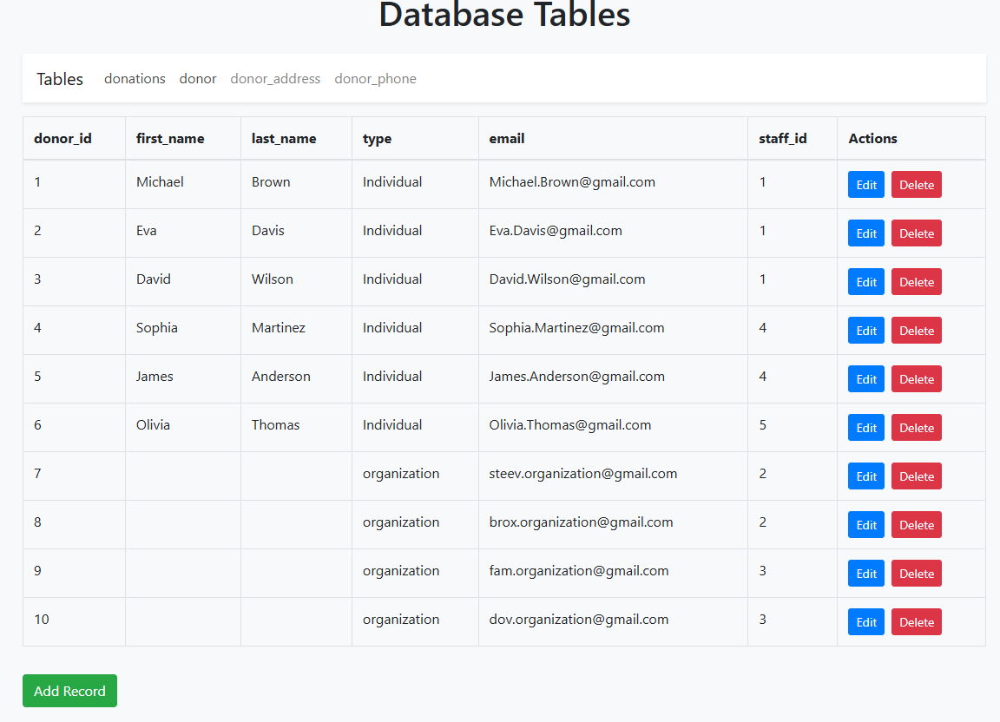 Database Tables
Tables donations donor donor_address donor_phone
donor_id first_name last_name type email staff_id Actions
1 Michael Brown Individual Michael.Brown@gmail.com 1 Edit Delete
2 Eva Davis Individual Eva.Davis@gmail.com 1 Edit Delete
3 David Wilson Individual David.Wilson@gmail.com 1 Edit Delete
4 Sophia Martinez Individual Sophia.Martinez@gmail.com 4 Edit Delete
5 James Anderson Individual James.Anderson@gmail.com 4 Edit Delete
6 Olivia Thomas Individual Olivia.Thomas@gmail.com 5 Edit Delete
7 organization steev.organization@gmail.com 2 Edit Delete
8 organization brox.organization@gmail.com 2 Edit Delete
9 organization fam.organization@gmail.com 3 Edit Delete
10 organization dov.organization@gmail.com 3 Edit Delete
Add Record